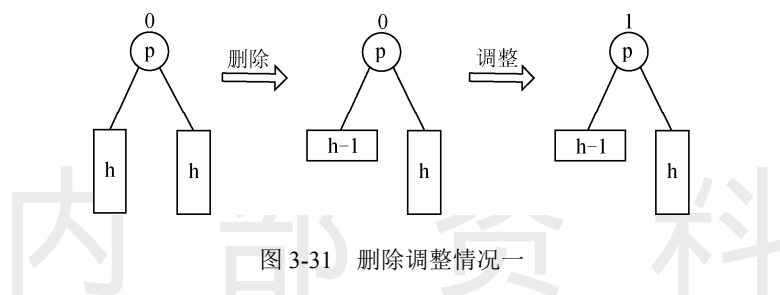 0 0 1
p 删除 p 调整 p
h h h-1 h h-1 h
图 3-31 删除调整情况一
内部资料